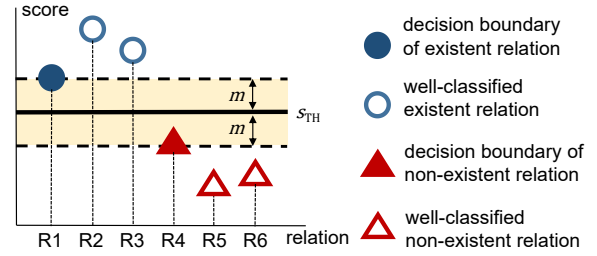 score
m
m
sTH
R1 R2 R3 R4 R5 R6 relation
decision boundary
of existent relation
well-classified
existent relation
decision boundary of
non-existent relation
well-classified
non-existent relation